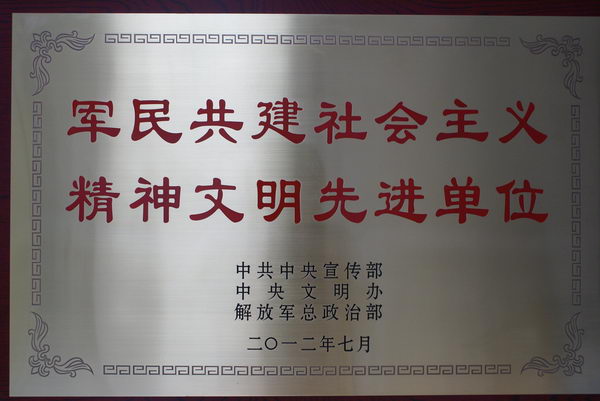 军民共建社会主义
精神文明先进单位
中共中央宣传部
中央文明办
解放军总政治部
二〇一二年七月